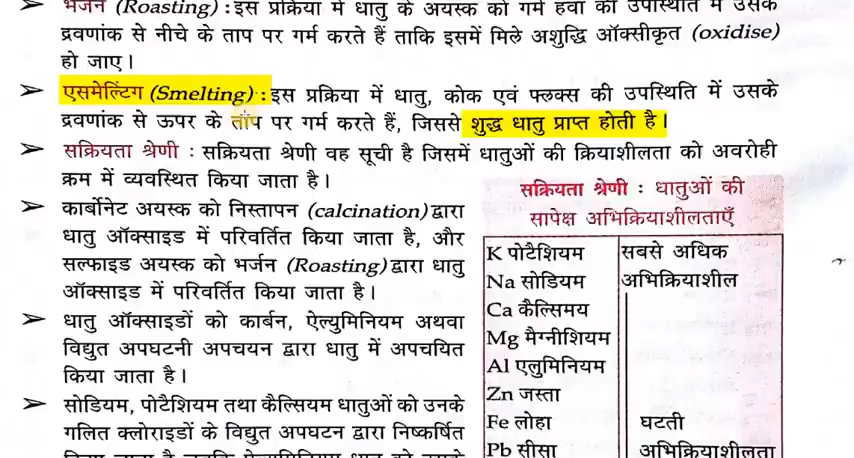 भर्जन (Roasting) : इस प्रक्रिया में धातु के अयस्क को गर्म हवा की उपस्थिति में उसके
द्रवणांक से नीचे के ताप पर गर्म करते हैं ताकि इसमें मिले अशुद्धि ऑक्सीकृत (oxidise)
हो जाए।
एसमेल्टिंग (Smelting) : इस प्रक्रिया में धातु, कोक एवं फ्लक्स की उपस्थिति में उसके
द्रवणांक से ऊपर के ताप पर गर्म करते हैं, जिससे शुद्ध धातु प्राप्त होती है।
सक्रियता श्रेणी : सक्रियता श्रेणी वह सूची है जिसमें धातुओं की क्रियाशीलता को अवरोही
क्रम में व्यवस्थित किया जाता है।
कार्बोनेट अयस्क को निस्तापन (calcination) द्वारा
धातु ऑक्साइड में परिवर्तित किया जाता है, और
सल्फाइड अयस्क को भर्जन (Roasting) द्वारा धातु
ऑक्साइड में परिवर्तित किया जाता है।
धातु ऑक्साइडों को कार्बन, ऐल्युमिनियम अथवा
विद्युत अपघटनी अपचयन द्वारा धातु में अपचयित
किया जाता है।
सोडियम, पोटैशियम तथा कैल्सियम धातुओं को उनके
गलित क्लोराइडों के विद्युत अपघटन द्वारा निष्कर्षित
सक्रियता श्रेणी : धातुओं की
सापेक्ष अभिक्रियाशीलताएँ
K पोटैशियम सबसे अधिक
Na सोडियम अभिक्रियाशील
Ca कैल्सिमय
Mg मैग्नीशियम
Al एलुमिनियम
Zn जस्ता
Fe लोहा घटती
Pb सीसा अभिक्रियाशीलता